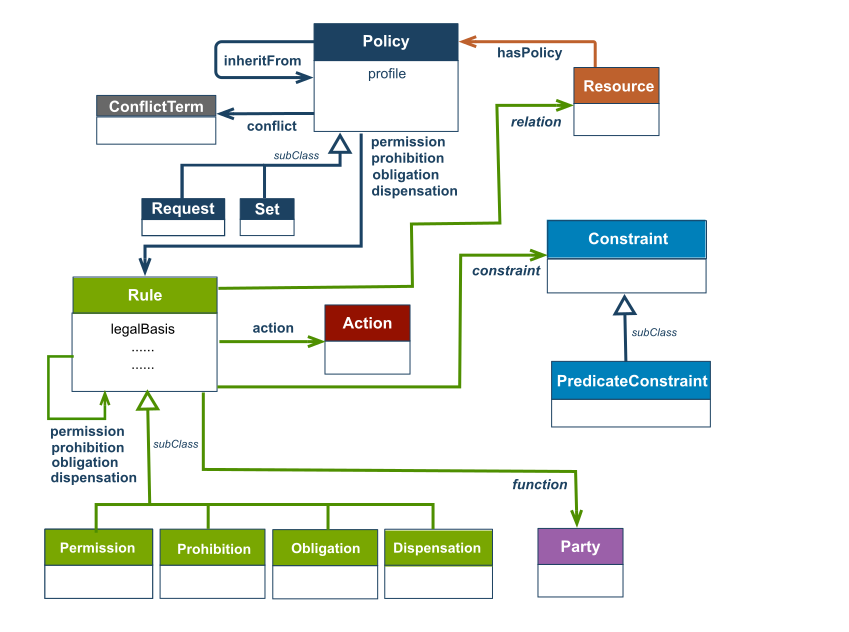 Policy
profile
inheritFrom
hasPolicy
Resource
ConflictTerm
conflict
relation
subClass
permission
prohibition
obligation
dispensation
Request
Set
Constraint
constraint
Rule
legalBasis
......
......
action
Action
subClass
PredicateConstraint
permission
prohibition
obligation
dispensation
subClass
function
Permission
Prohibition
Obligation
Dispensation
Party